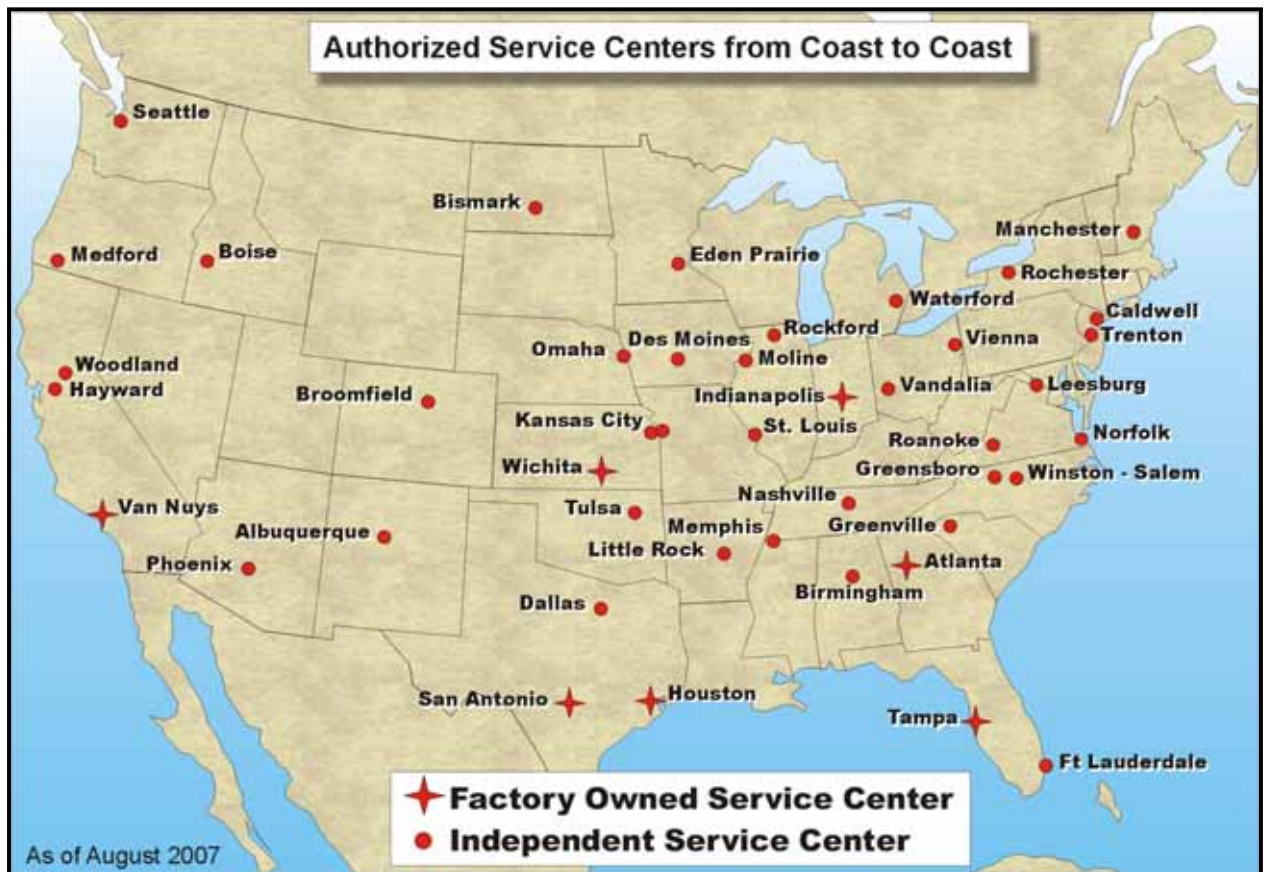 Authorized Service Centers from Coast to Coast
Seattle
Bismark
Manchester
Medford
Boise
Eden Prairie
Rochester
Waterford
Caldwell
Rockford
Trenton
Des Moines
Vienna
Omaha
Moline
Woodland
Hayward
Broomfield
Indianapolis
Vandalia
Leesburg
Kansas City
St. Louis
Roanoke
Norfolk
Wichita
Greensboro
Winston - Salem
Nashville
Van Nuys
Tulsa
Memphis
Greenville
Albuquerque
Little Rock
Phoenix
Atlanta
Birmingham
Dallas
San Antonio
Houston
Tampa
Ft Lauderdale
Factory Owned Service Center
Independent Service Center
As of August 2007